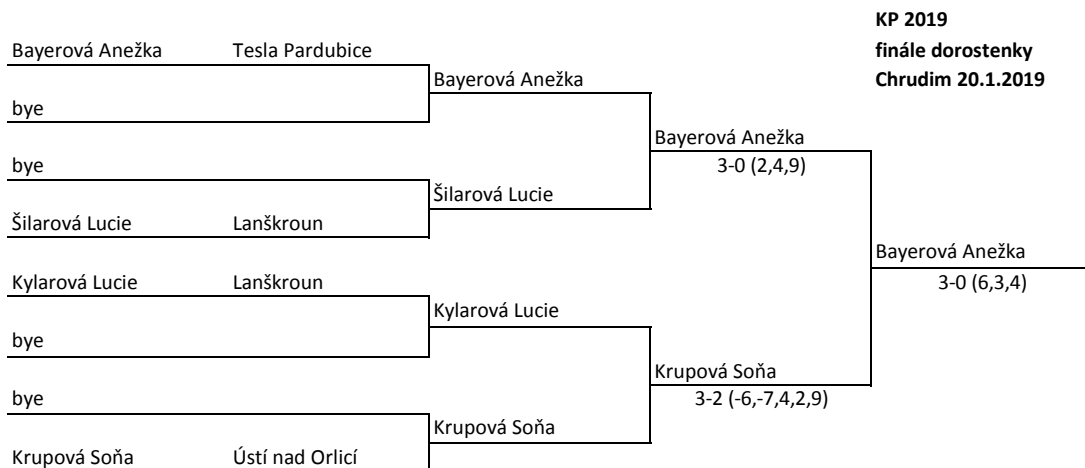 KP 2019
finále dorostenky
Chrudim 20.1.2019
Bayerová Anežka Tesla Pardubice
Bayerová Anežka
bye
Bayerová Anežka
3-0 (2,4,9)
bye
Šilarová Lucie
Šilarová Lucie Lanškroun
Bayerová Anežka
3-0 (6,3,4)
Kylarová Lucie Lanškroun
Kylarová Lucie
bye
Krupová Soňa
3-2 (-6,-7,4,2,9)
bye
Krupová Soňa
Krupová Soňa Ústí nad Orlicí